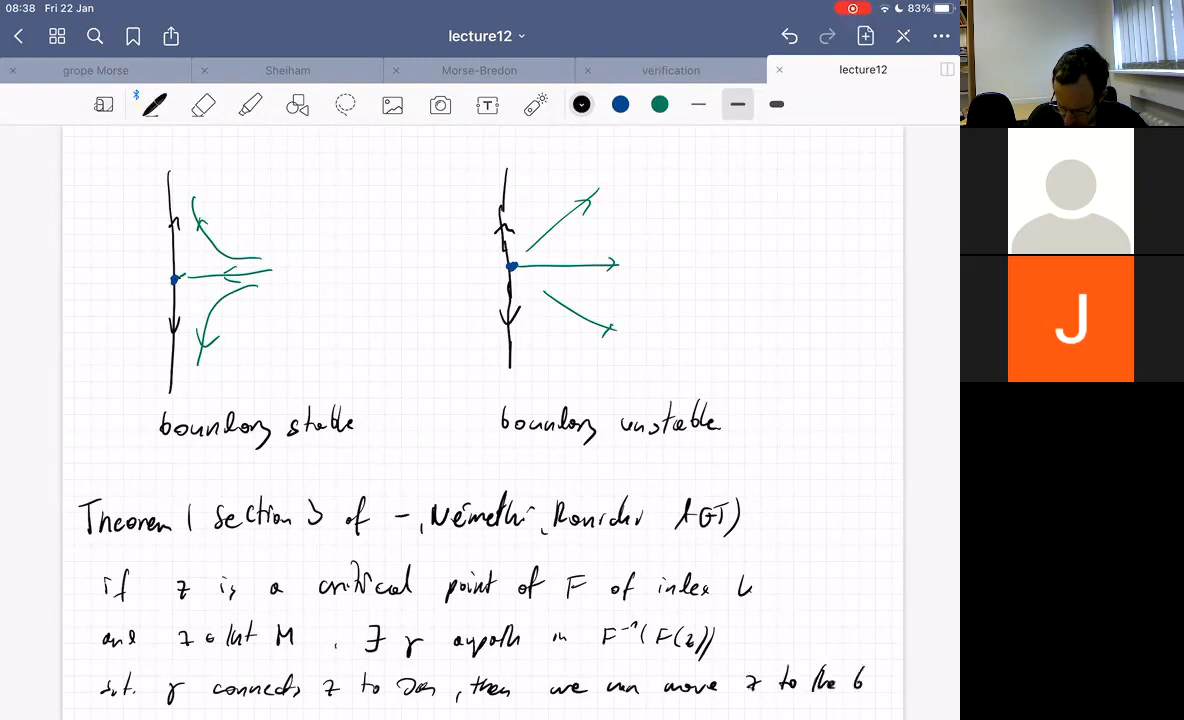 08:38 Fri 22 Jan
83%
lecture12
grope Morse
Sheiham
Morse-Bredon
verification
lecture12
T
J
boundary stable
boundary unstable
Theorem ( Section 3 of -, Némethi, Ranicki AGT)
if z is a critical point of F of index k
and z ∈ Int M , ∃ γ a path in F⁻¹(F(z))
s.t. γ connects z to ∂M, then we can move z to the b